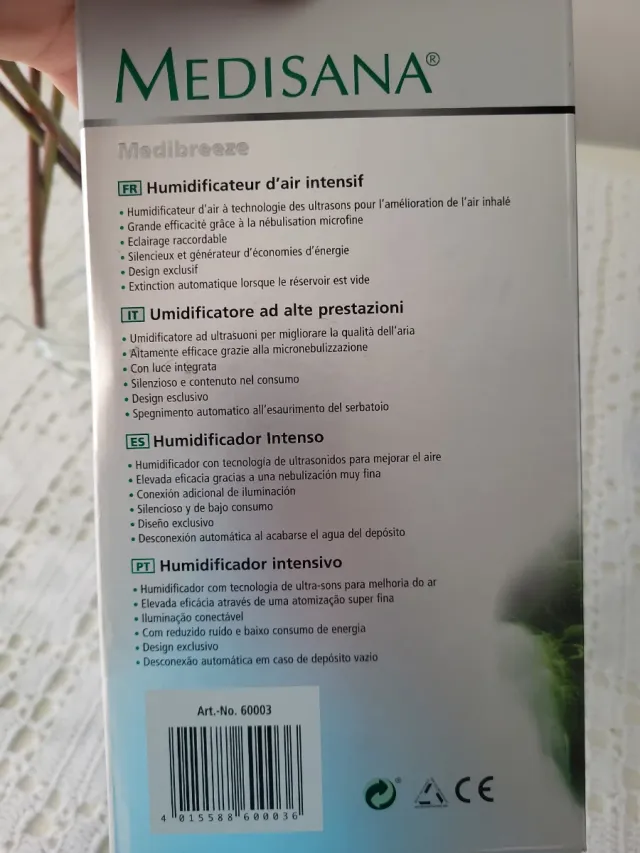 MEDISANA®
Medibreeze
FR Humidificateur d'air intensif
• Humidificateur d'air à technologie des ultrasons pour l'amélioration de l'air inhalé
• Grande efficacité grâce à la nébulisation microfine
• Eclairage raccordable
• Silencieux et générateur d'économies d'énergie
• Design exclusif
• Extinction automatique lorsque le réservoir est vide
IT Umidificatore ad alte prestazioni
• Umidificatore ad ultrasuoni per migliorare la qualità dell'aria
• Altamente efficace grazie alla micronebulizzazione
• Con luce integrata
• Silenzioso e contenuto nel consumo
• Design esclusivo
• Spegnimento automatico all'esaurimento del serbatoio
ES Humidificador Intenso
• Humidificador con tecnología de ultrasonidos para mejorar el aire
• Elevada eficacia gracias a una nebulización muy fina
• Conexión adicional de iluminación
• Silencioso y de bajo consumo
• Diseño exclusivo
• Desconexión automática al acabarse el agua del depósito
PT Humidificador intensivo
• Humidificador com tecnologia de ultra-sons para melhoria do ar
• Elevada eficácia através de uma atomização super fina
• Iluminação conectável
• Com reduzido ruído e baixo consumo de energia
• Design exclusivo
• Desconexão automática em caso de depósito vazio
Art.-No. 60003
4 015588 600036
CE